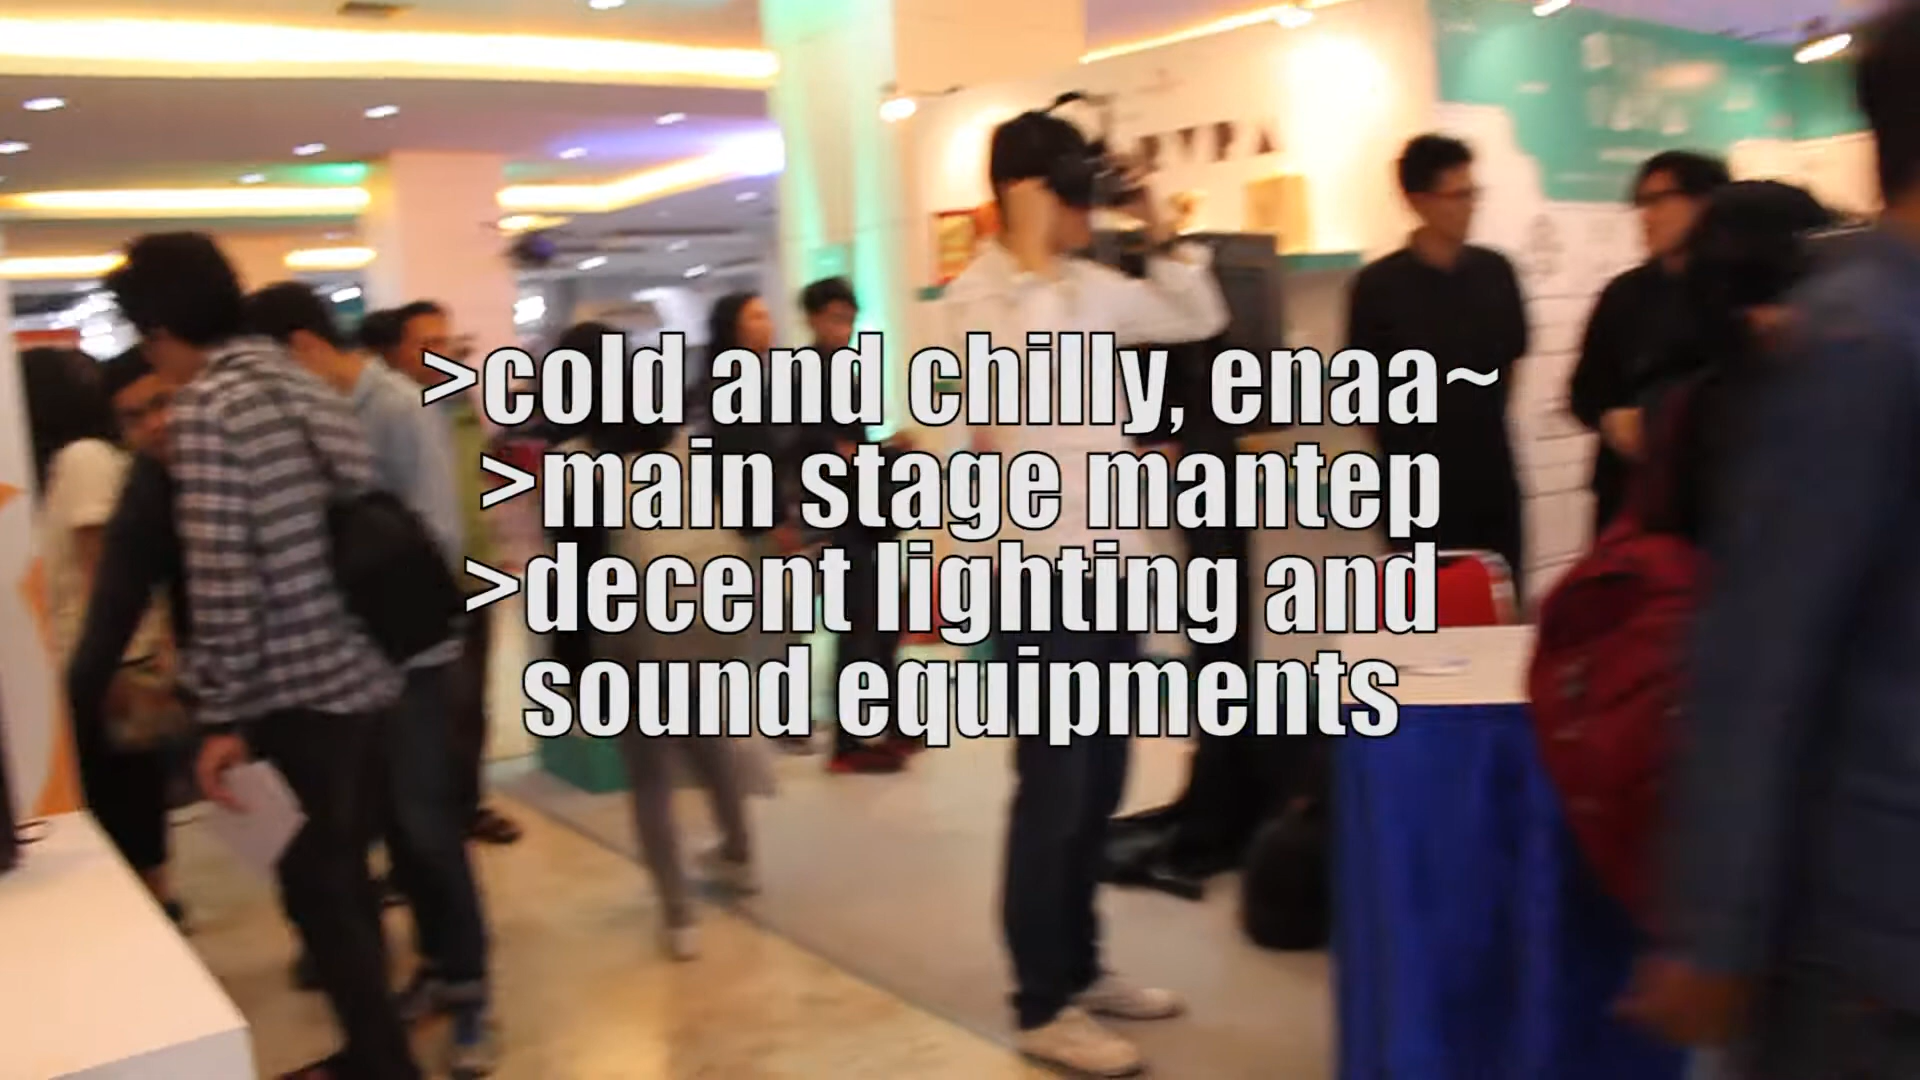 >cold and chilly, enaa~
>main stage mantep
>decent lighting and
sound equipments